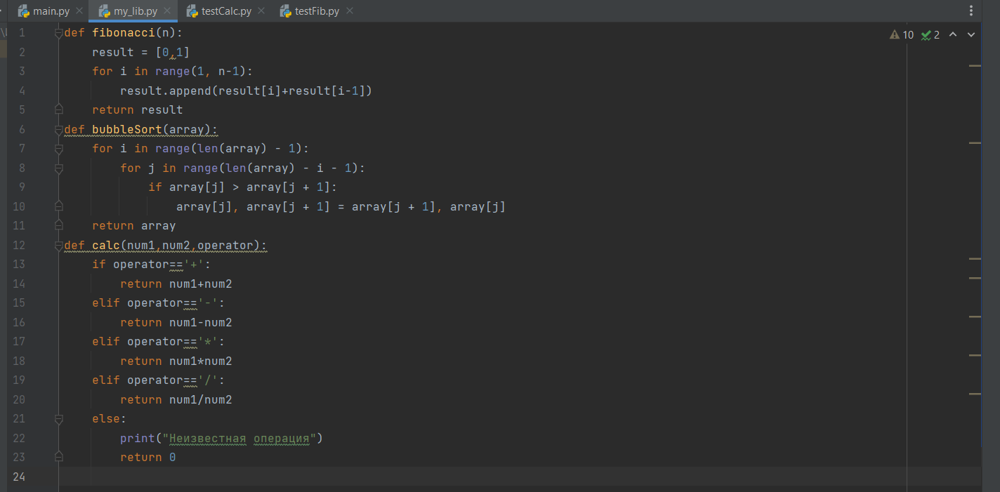 main.py my_lib.py testCalc.py testFib.py
10 2
1 def fibonacci(n):
2     result = [0,1]
3     for i in range(1, n-1):
4         result.append(result[i]+result[i-1])
5     return result
6 def bubbleSort(array):
7     for i in range(len(array) - 1):
8         for j in range(len(array) - i - 1):
9             if array[j] > array[j + 1]:
10                 array[j], array[j + 1] = array[j + 1], array[j]
11     return array
12 def calc(num1,num2,operator):
13     if operator=='+':
14         return num1+num2
15     elif operator=='-':
16         return num1-num2
17     elif operator=='*':
18         return num1*num2
19     elif operator=='/':
20         return num1/num2
21     else:
22         print("Неизвестная операция")
23         return 0
24